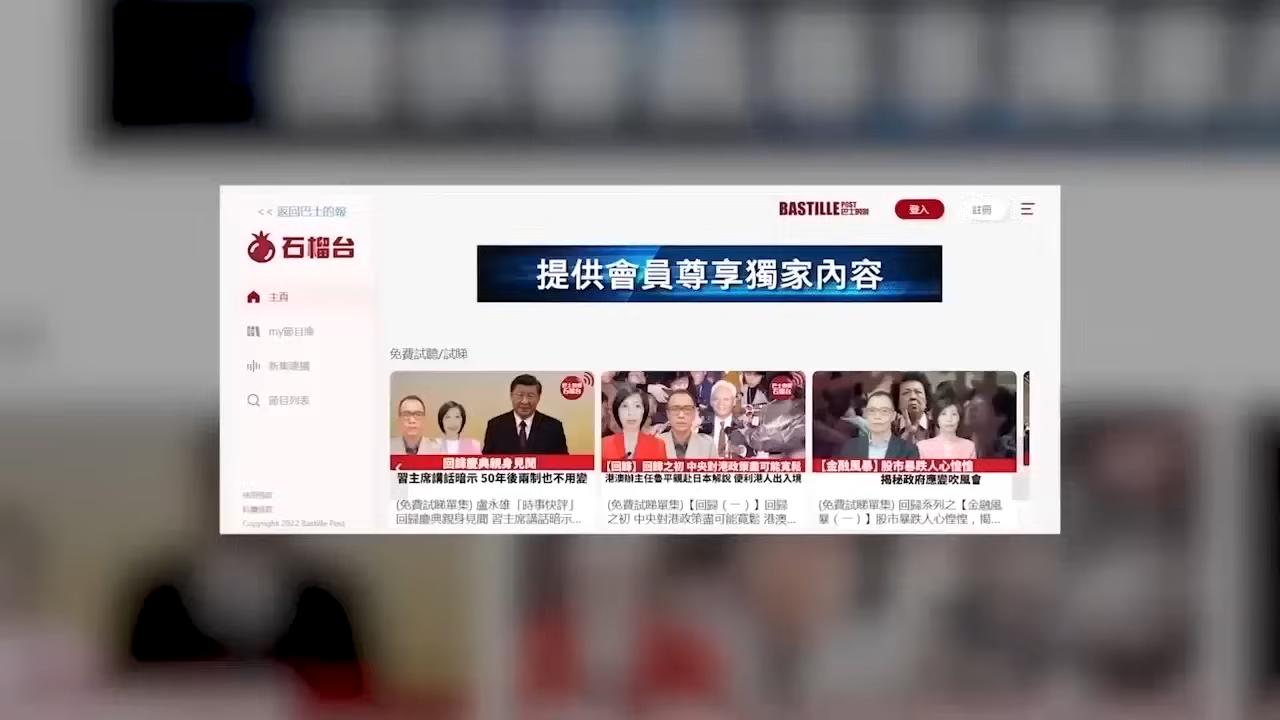 << 返回巴士的報
石榴台
主頁
my節目庫
新集連播
節目列表
Copyright 2022 Bastille Post
BASTILLE POST 巴士的報
登入
註冊
提供會員尊享獨家內容
免費試聽/試睇
回歸慶典親身見聞
習主席講話暗示 50年後兩制也不用變
(免費試睇單集) 盧永雄「時事快評」
回歸慶典親身見聞 習主席講話暗示...
【回歸】回歸之初 中央對港政策盡可能寬鬆
港澳辦主任魯平親赴日本解說 便利港人出入境
(免費試睇單集)【回歸（一）】回歸
之初 中央對港政策盡可能寬鬆 港澳...
【金融風暴】股市暴跌人心惶惶
揭秘政府應變吹風會
(免費試睇單集) 回歸系列之【金融風
暴（一）】股市暴跌人心惶惶，揭...